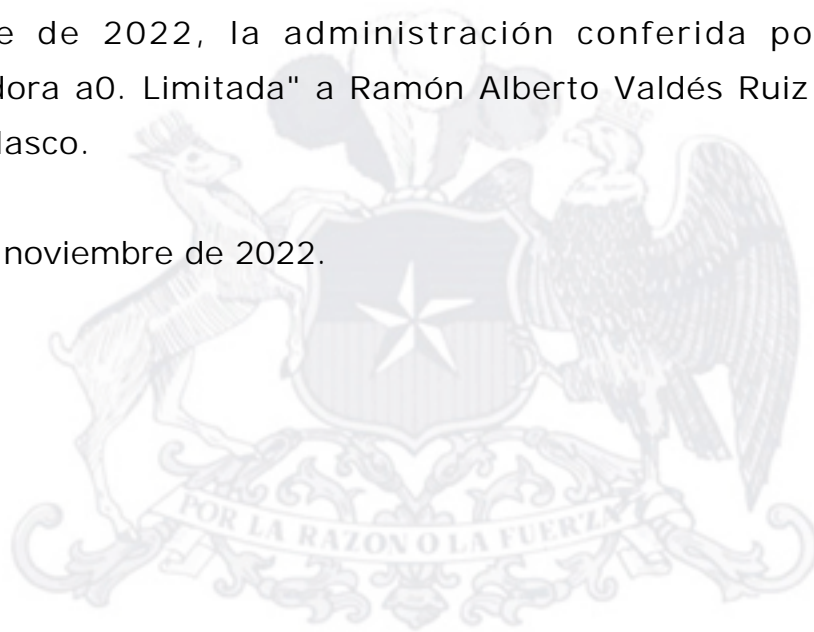 e de 2022, la administración conferida po
dora a0. Limitada" a Ramón Alberto Valdés Ruiz
lasco.
noviembre de 2022.
POR LA RAZON O LA FUERZA